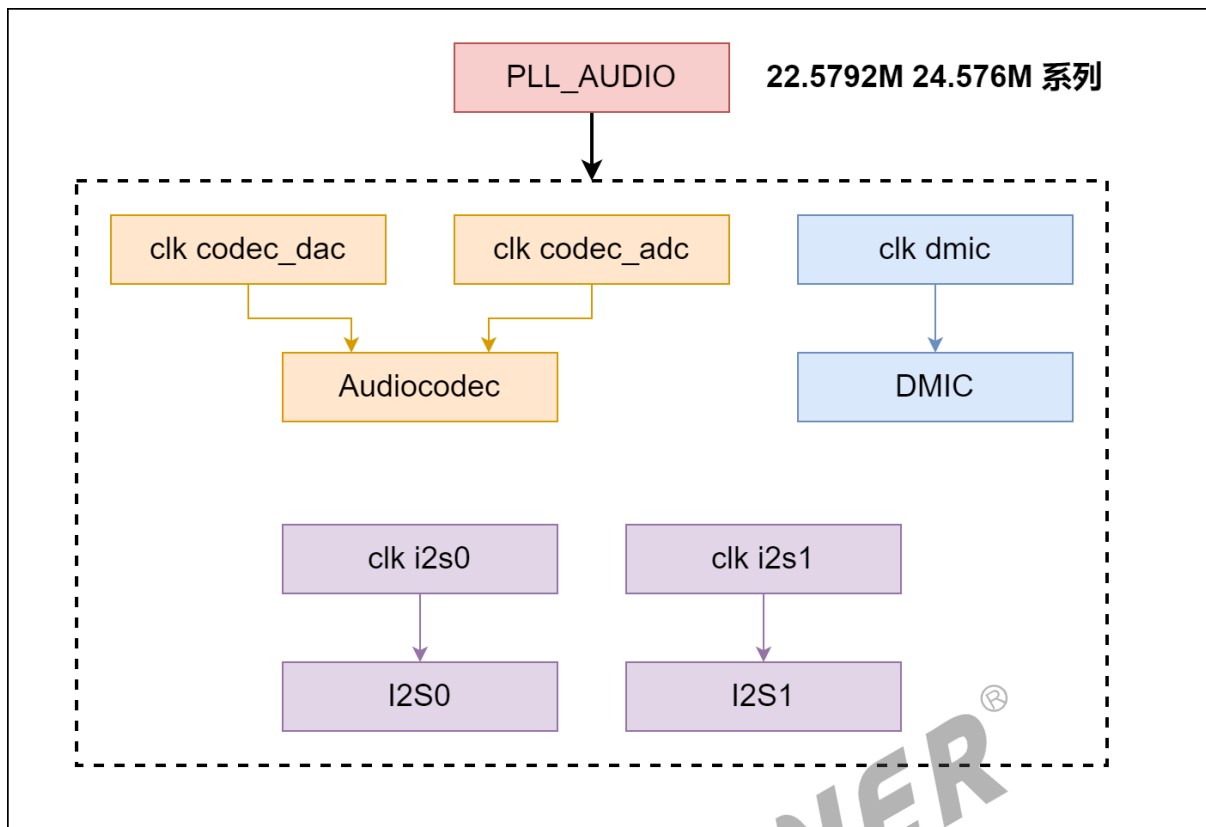 PLL_AUDIO 22.5792M 24.576M 系列
clk codec_dac clk codec_adc clk dmic
Audiocodec DMIC
clk i2s0 clk i2s1
I2S0 I2S1
®